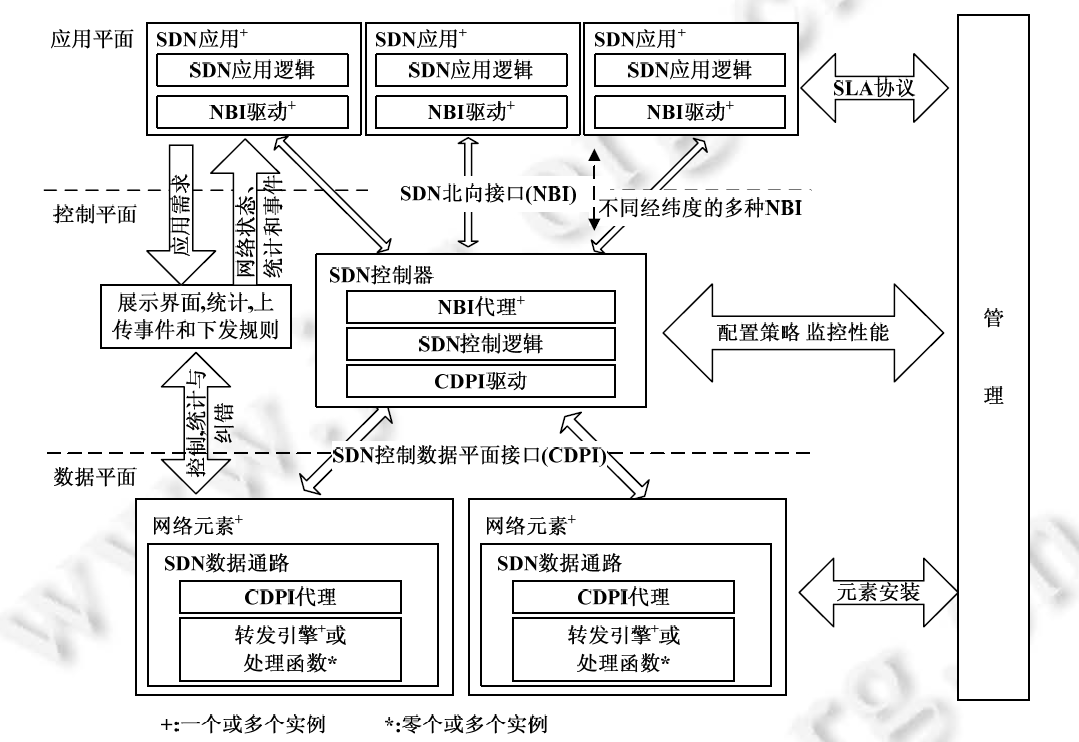 应用平面
SDN应用+
SDN应用逻辑
NBI驱动+
SDN应用+
SDN应用逻辑
NBI驱动+
SDN应用+
SDN应用逻辑
NBI驱动+
SLA协议
应用需求
网络状态、
统计和事件
SDN北向接口(NBI)
不同经纬度的多种NBI
控制平面
展示界面,统计,上
传事件和下发规则
SDN控制器
NBI代理+
SDN控制逻辑
CDPI驱动
配置策略 监控性能
管
理
控制,统计与
纠错
SDN控制数据平面接口(CDPI)
数据平面
网络元素+
SDN数据通路
CDPI代理
转发引擎+或
处理函数*
网络元素+
SDN数据通路
CDPI代理
转发引擎+或
处理函数*
元素安装
+:一个或多个实例
*:零个或多个实例